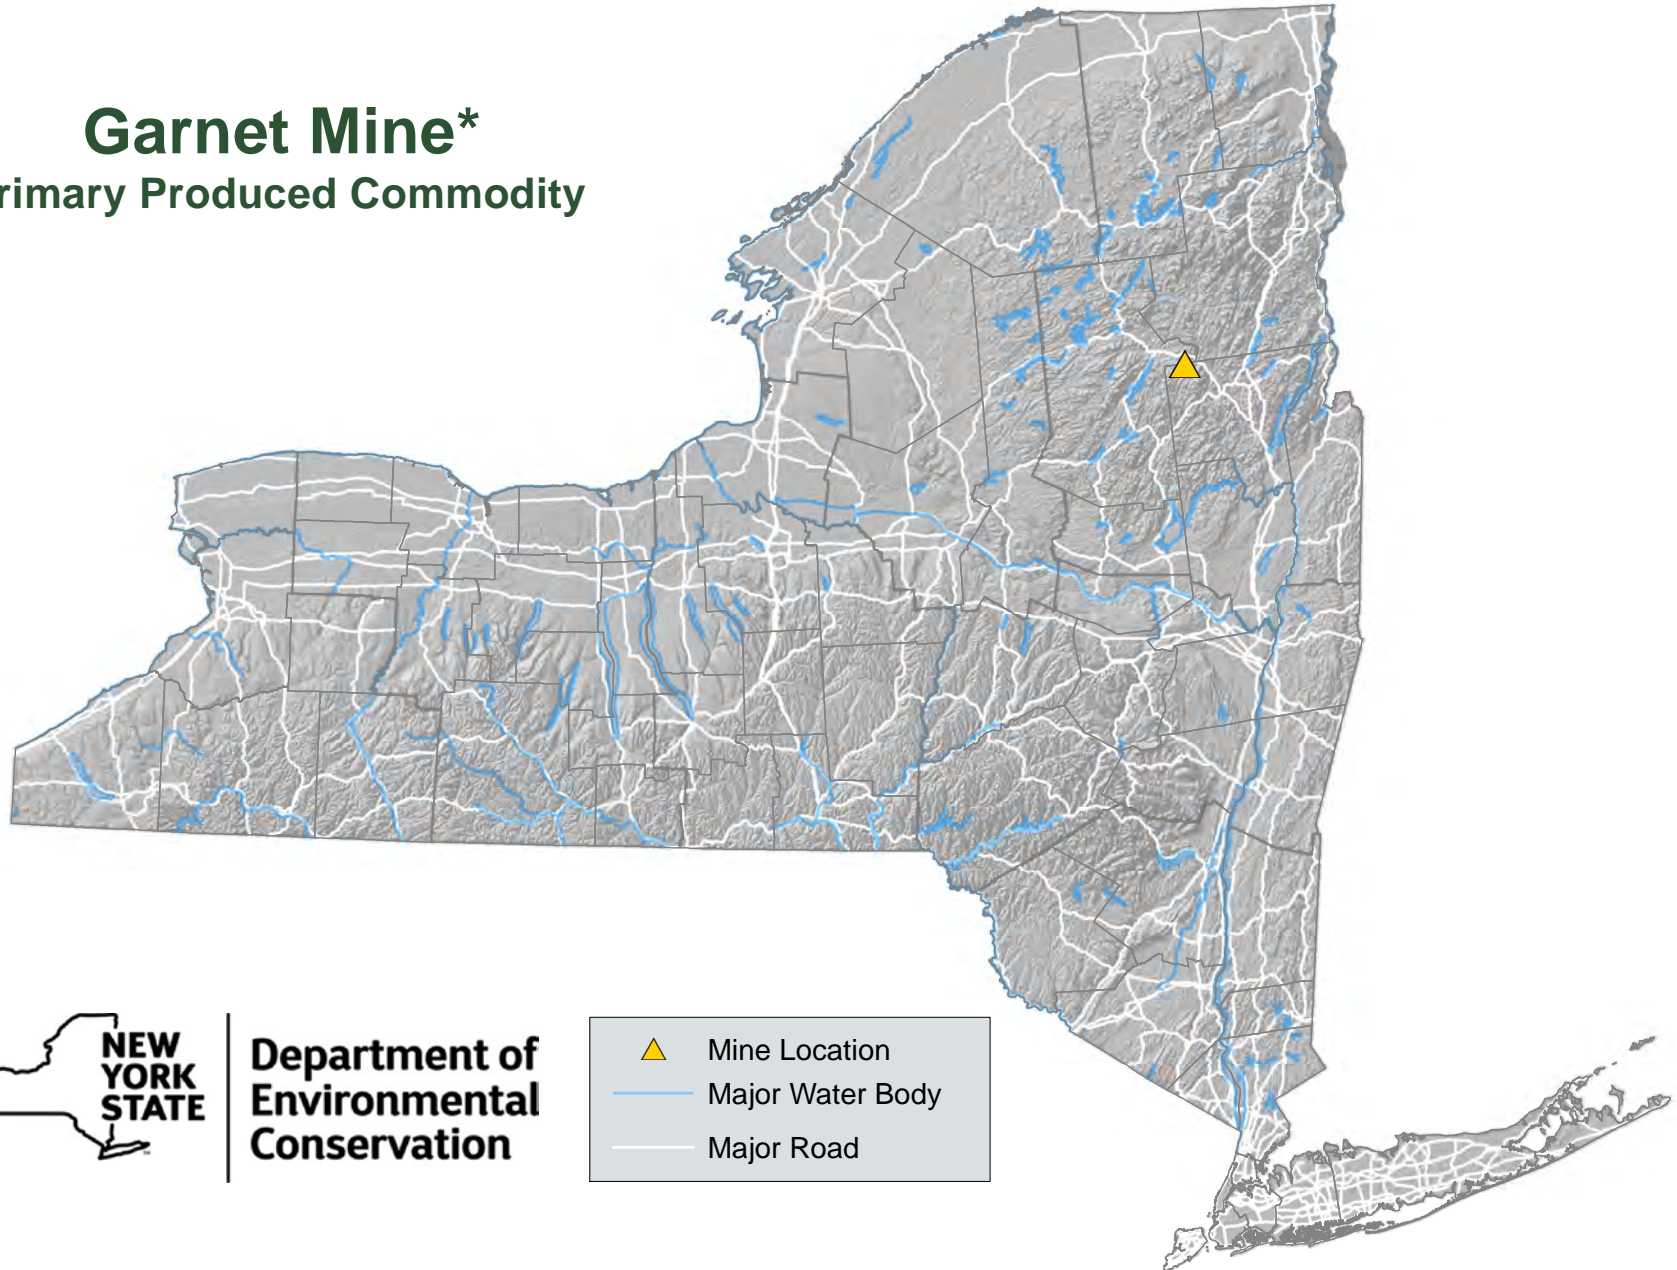 Garnet Mine*
rimary Produced Commodity
NEW
YORK
STATE
Department of
Environmental
Conservation
Mine Location
Major Water Body
Major Road